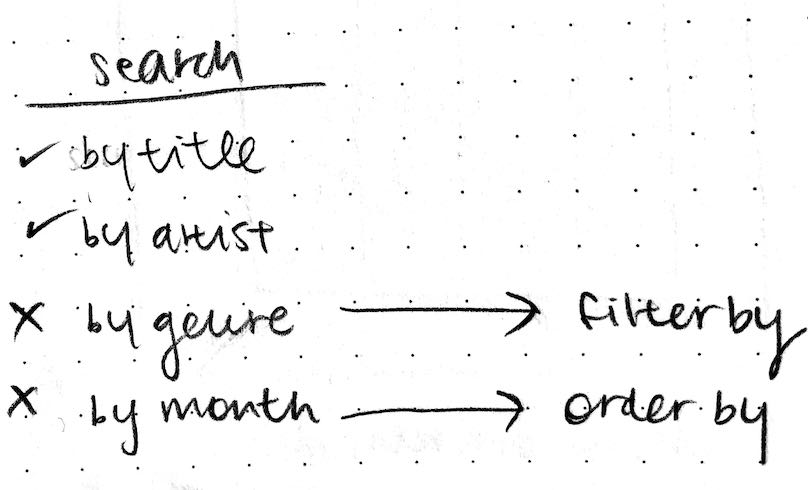 search
✓ by title
✓ by artist
✗ by genre → filter by
✗ by month → order by